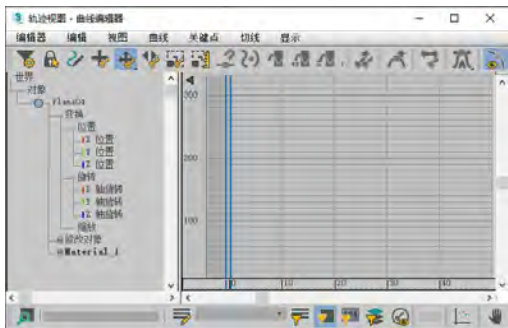 轨迹视图 - 曲线编辑器
编辑器 编辑 视图 曲线 关键点 切线 显示
世界
对象
变换
位置
X 位置
Y 位置
Z 位置
旋转
X 轴旋转
Y 轴旋转
Z 轴旋转
缩放
修改对象
Material_1
300
200
100
0 10 20 30 40